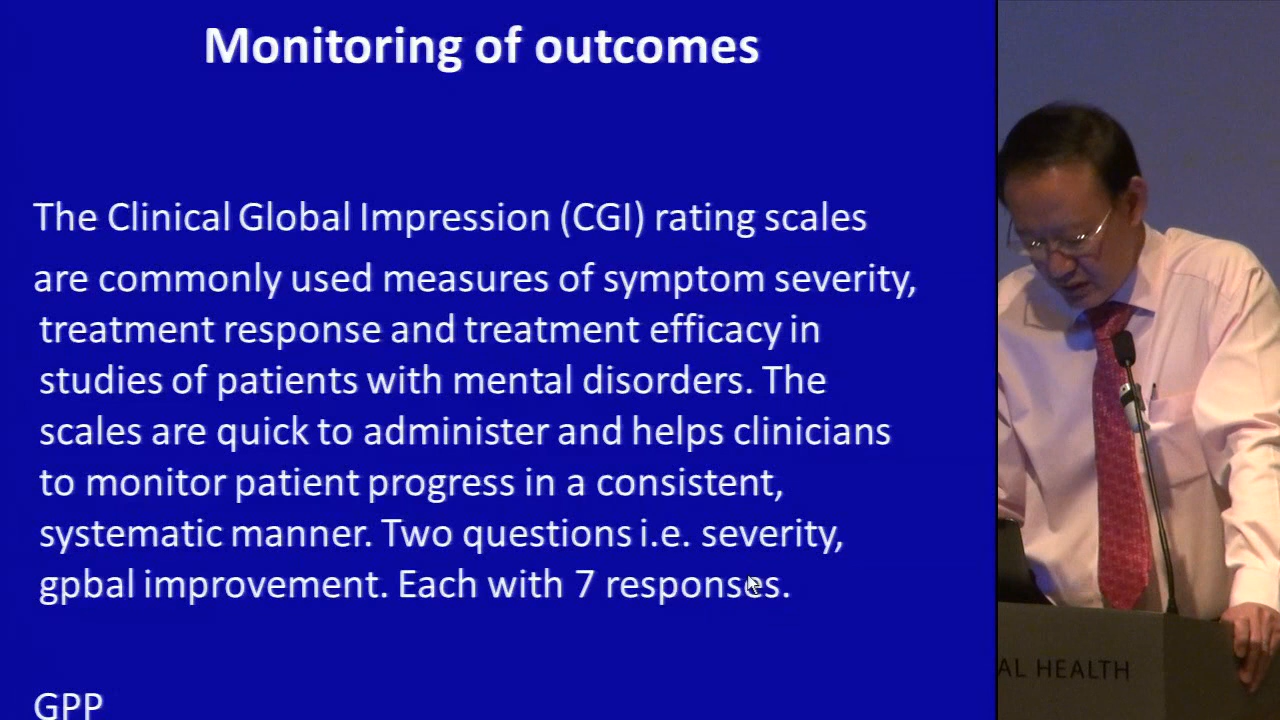 Monitoring of outcomes
The Clinical Global Impression (CGI) rating scales
are commonly used measures of symptom severity,
treatment response and treatment efficacy in
studies of patients with mental disorders. The
scales are quick to administer and helps clinicians
to monitor patient progress in a consistent,
systematic manner. Two questions i.e. severity,
gpbal improvement. Each with 7 responses.
GPP
AL HEALTH